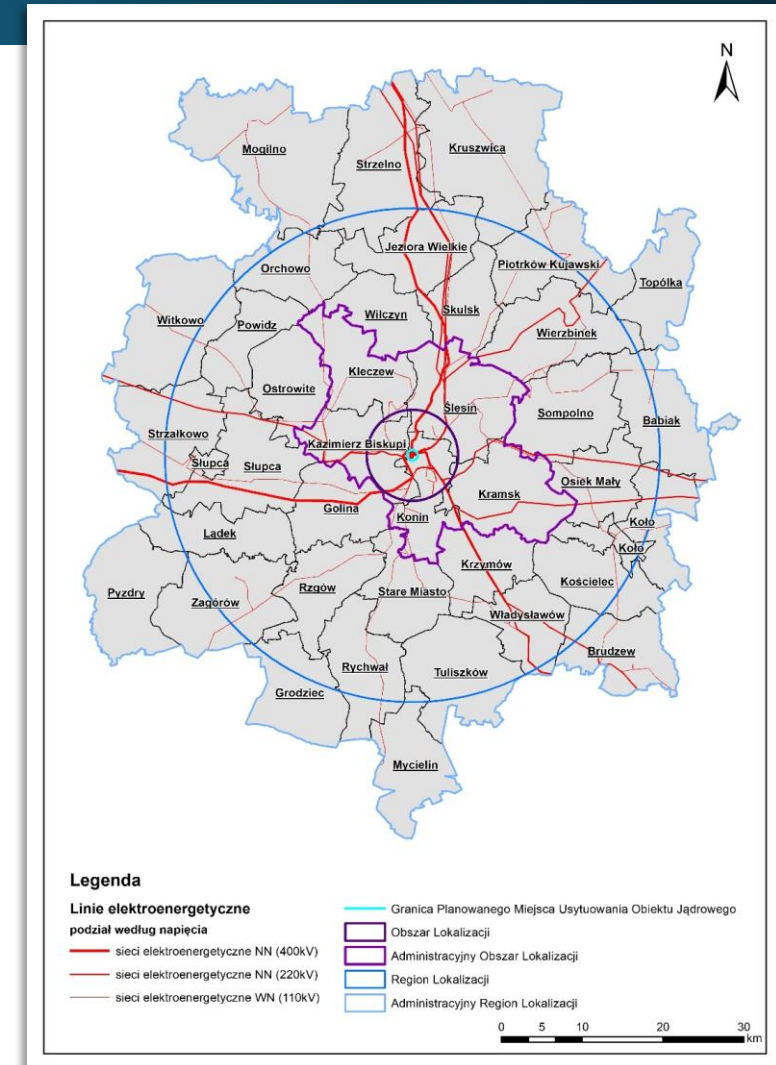 N
Mogilno
Strzelno
Kruszwica
Jeziora Wielkie
Orchowo
Piotrków Kujawski
Topólka
Witkowo
Powidz
Wilczyn
Skulsk
Wierzbinek
Kleczew
Ostrowite
Ślesin
Sompolno
Babiak
Strzałkowo
Kazimierz Biskupi
Słupca
Słupca
Osiek Mały
Kramsk
Golina
Konin
Koło
Koło
Lądek
Krzymów
Kościelec
Pyzdry
Zagórów
Rzgów
Stare Miasto
Władysławów
Brudzew
Rychwał
Tuliszków
Grodziec
Mycielin
Legenda
Linie elektroenergetyczne
podział według napięcia
sieci elektroenergetyczne NN (400kV)
sieci elektroenergetyczne NN (220kV)
sieci elektroenergetyczne WN (110kV)
Granica Planowanego Miejsca Usytuowania Obiektu Jądrowego
Obszar Lokalizacji
Administracyjny Obszar Lokalizacji
Region Lokalizacji
Administracyjny Region Lokalizacji
0 5 10 20 30
km